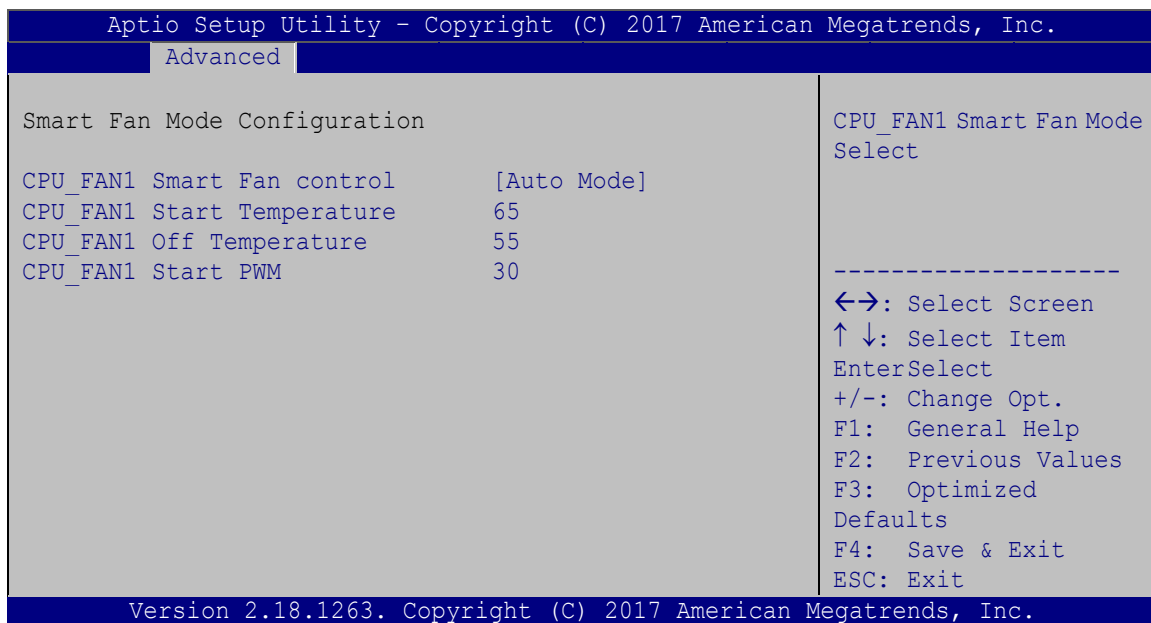 Aptio Setup Utility – Copyright (C) 2017 American Megatrends, Inc.
Advanced
Smart Fan Mode Configuration
CPU_FAN1 Smart Fan control [Auto Mode]
CPU_FAN1 Start Temperature 65
CPU_FAN1 Off Temperature 55
CPU_FAN1 Start PWM 30
CPU_FAN1 Smart Fan Mode
Select
--------------------
←→: Select Screen
↑ ↓: Select Item
EnterSelect
+/-: Change Opt.
F1: General Help
F2: Previous Values
F3: Optimized
Defaults
F4: Save & Exit
ESC: Exit
Version 2.18.1263. Copyright (C) 2017 American Megatrends, Inc.